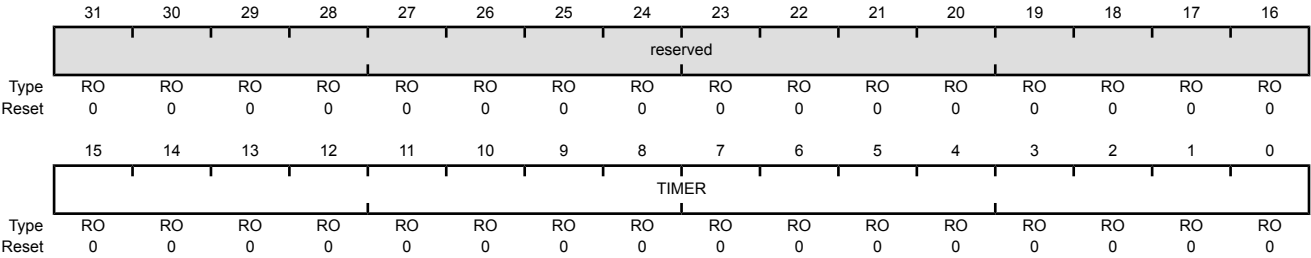 31 30 29 28 27 26 25 24 23 22 21 20 19 18 17 16
reserved
Type RO RO RO RO RO RO RO RO RO RO RO RO RO RO RO RO
Reset 0 0 0 0 0 0 0 0 0 0 0 0 0 0 0 0
15 14 13 12 11 10 9 8 7 6 5 4 3 2 1 0
TIMER
Type RO RO RO RO RO RO RO RO RO RO RO RO RO RO RO RO
Reset 0 0 0 0 0 0 0 0 0 0 0 0 0 0 0 0